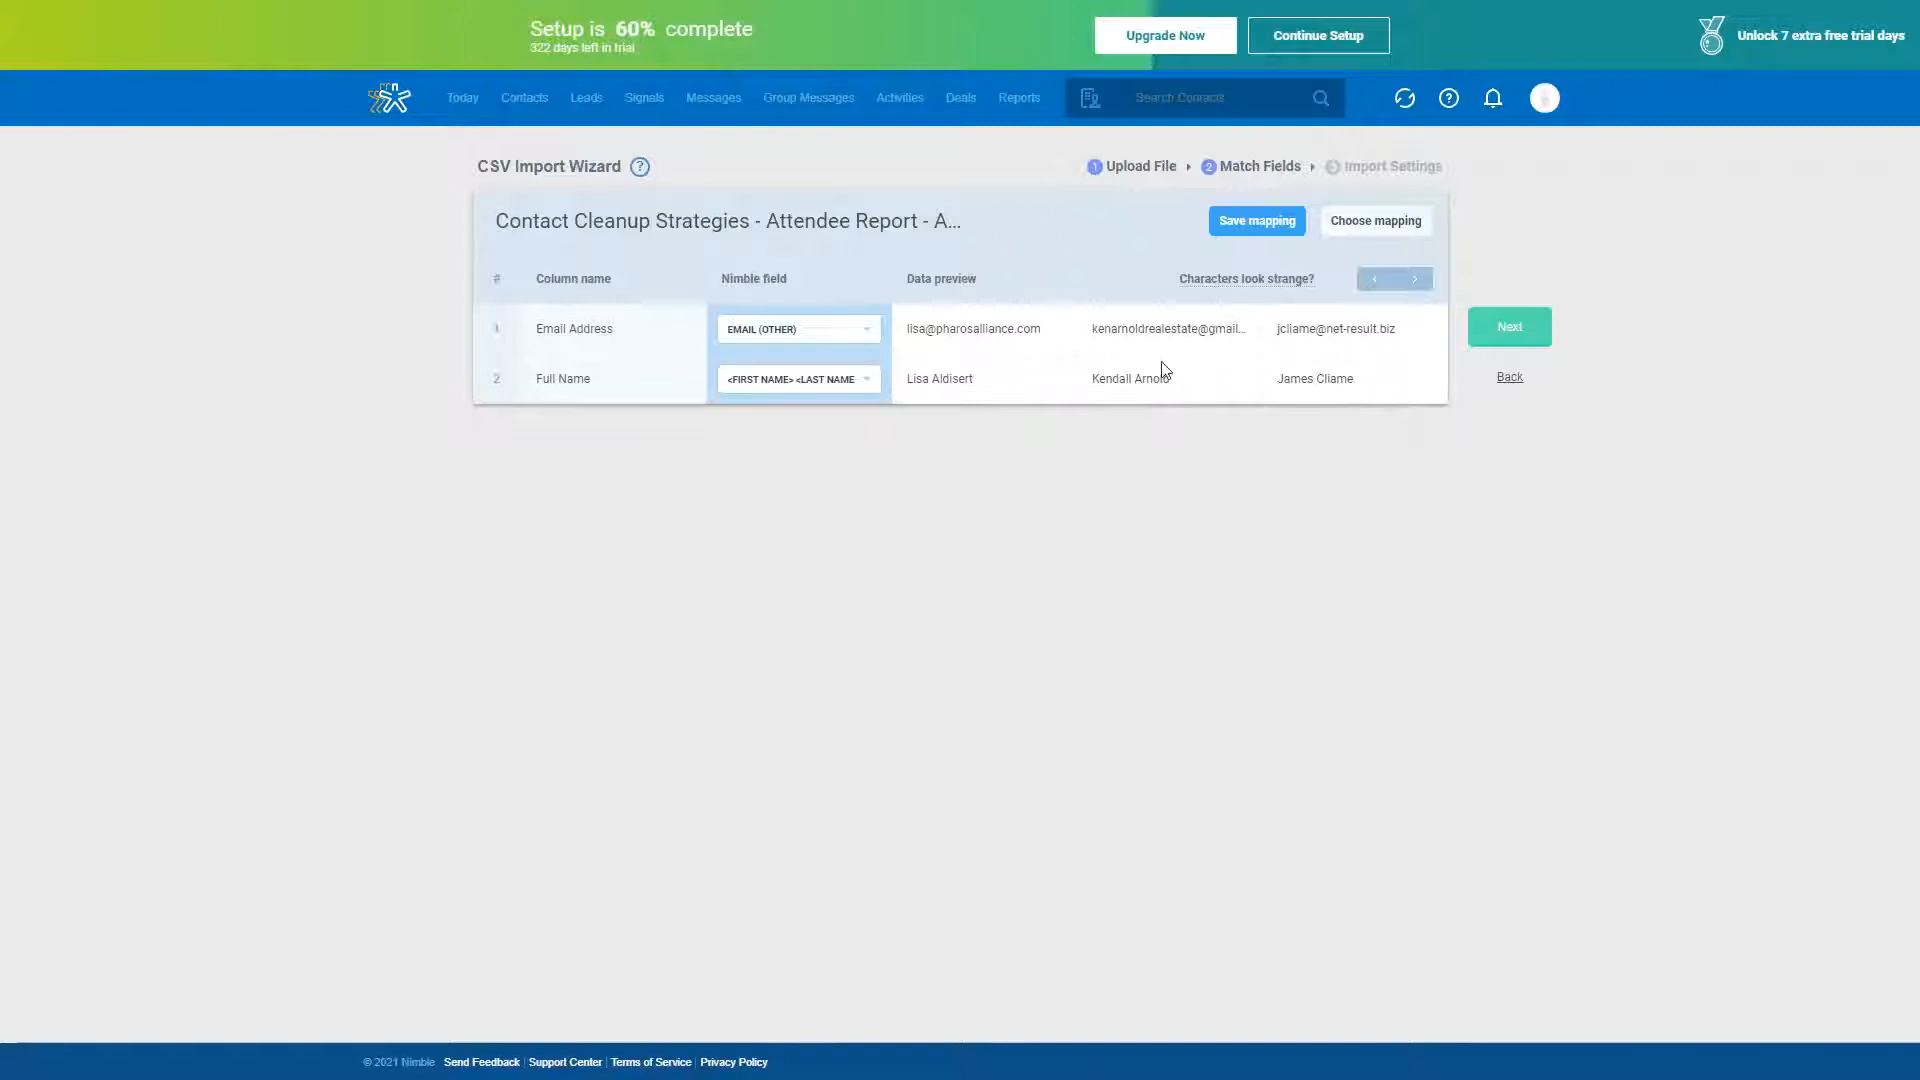 Setup is 60% complete
322 days left in trial
Upgrade Now
Continue Setup
Unlock 7 extra free trial days
Today Contacts Leads Signals Messages Group Messages Activities Deals Reports
Search Contacts
CSV Import Wizard ?
1 Upload File 2 Match Fields 3 Import Settings
Contact Cleanup Strategies - Attendee Report - A...
Save mapping
Choose mapping
# Column name Nimble field Data preview Characters look strange?
1 Email Address EMAIL (OTHER) lisa@pharosalliance.com kenarnoldrealestate@gmail... jcliame@net-result.biz
2 Full Name <FIRST NAME> <LAST NAME Lisa Aldisert Kendall Arnold James Cliame
Next
Back
© 2021 Nimble Send Feedback | Support Center | Terms of Service | Privacy Policy